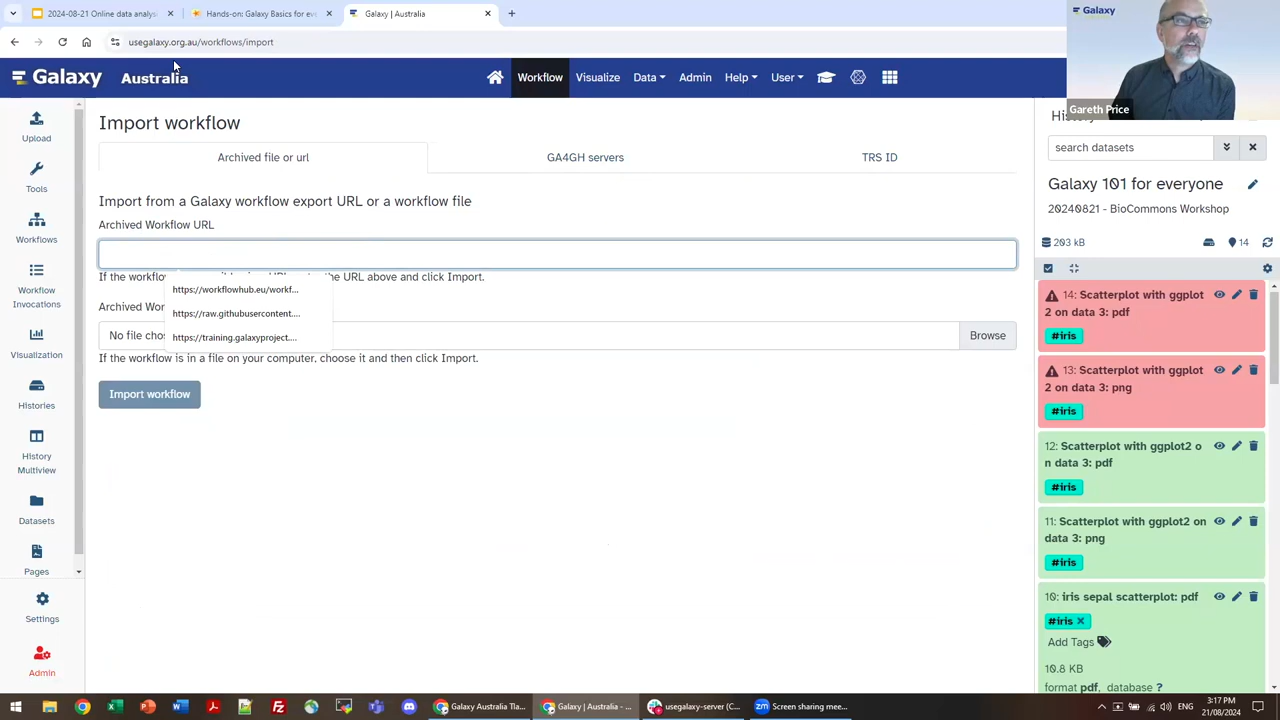 2024-08-21 Online data analysi
Hands-on: Galaxy Basics for ev
Galaxy | Australia
usegalaxy.org.au/workflows/import
Galaxy
Galaxy Australia
Workflow
Visualize
Data
Admin
Help
User
Gareth Price
Upload
Tools
Workflows
Workflow
Invocations
Visualization
Histories
History
Multiview
Datasets
Pages
Settings
Admin
Import workflow
Archived file or url
GA4GH servers
TRS ID
Import from a Galaxy workflow export URL or a workflow file
Archived Workflow URL
If the workflow the URL above and click Import.
https://workflowhub.eu/workf...
https://raw.githubusercontent....
https://training.galaxyproject....
Archived Wor
No file chos
Browse
If the workflow is in a file on your computer, choose it and then click Import.
Import workflow
search datasets
Galaxy 101 for everyone
20240821 - BioCommons Workshop
203 kB
14
14: Scatterplot with ggplot
2 on data 3: pdf
#iris
13: Scatterplot with ggplot
2 on data 3: png
#iris
12: Scatterplot with ggplot2 o
n data 3: pdf
#iris
11: Scatterplot with ggplot2 on
data 3: png
#iris
10: iris sepal scatterplot: pdf
#iris
Add Tags
10.8 KB
format pdf, database ?
Galaxy Australia Tla...
Galaxy | Australia - ...
usegalaxy-server (C...
Screen sharing mee...
ENG
3:17 PM
21/08/2024